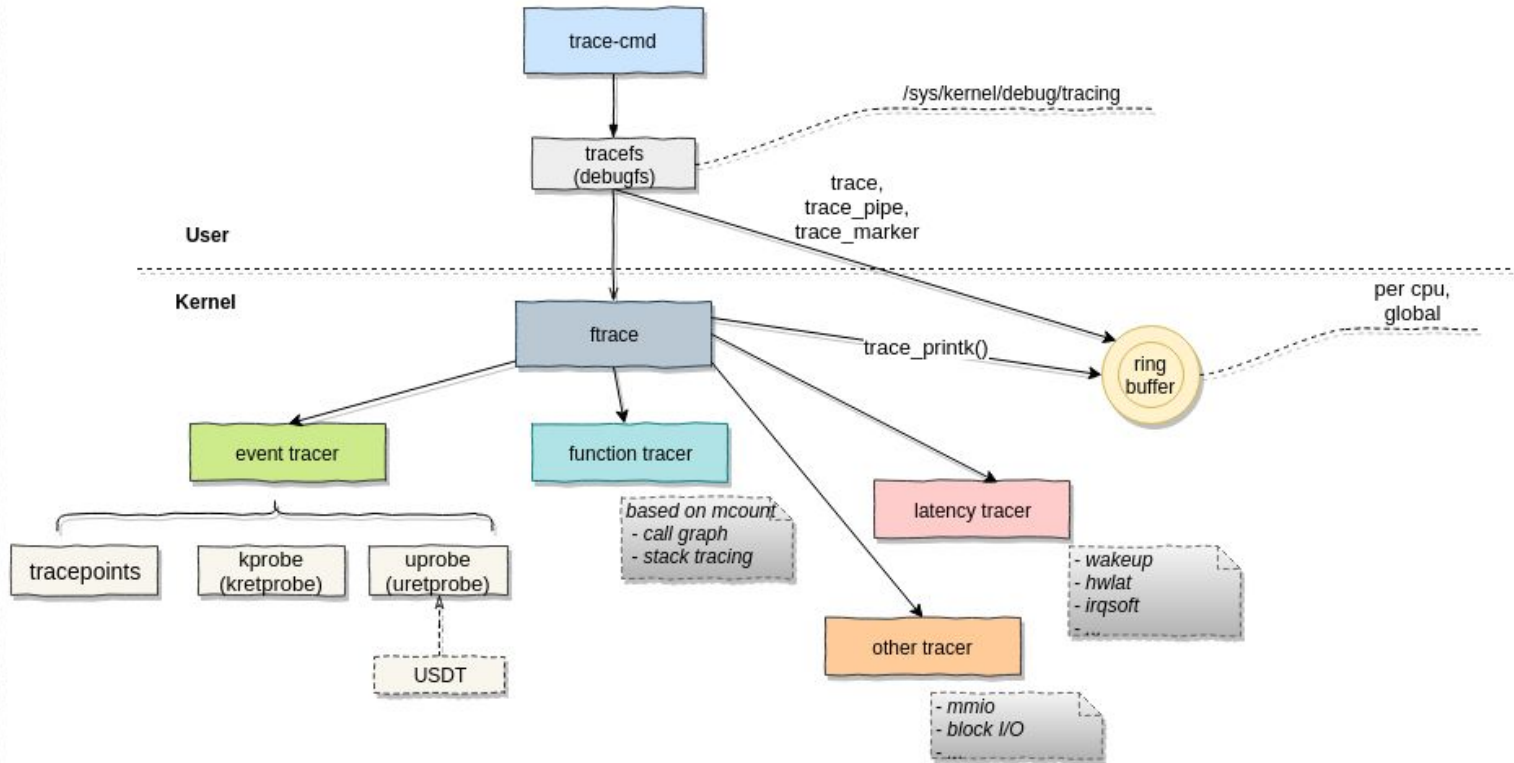 trace-cmd
/sys/kernel/debug/tracing
tracefs
(debugfs)
trace,
trace_pipe,
trace_marker
User
Kernel
per cpu,
global
ftrace
trace_printk()
ring
buffer
event tracer
function tracer
latency tracer
based on mcount
- call graph
- stack tracing
tracepoints
kprobe
(kretprobe)
uprobe
(uretprobe)
- wakeup
- hwlat
- irqsoft
- ...
other tracer
USDT
- mmio
- block I/O
- ...